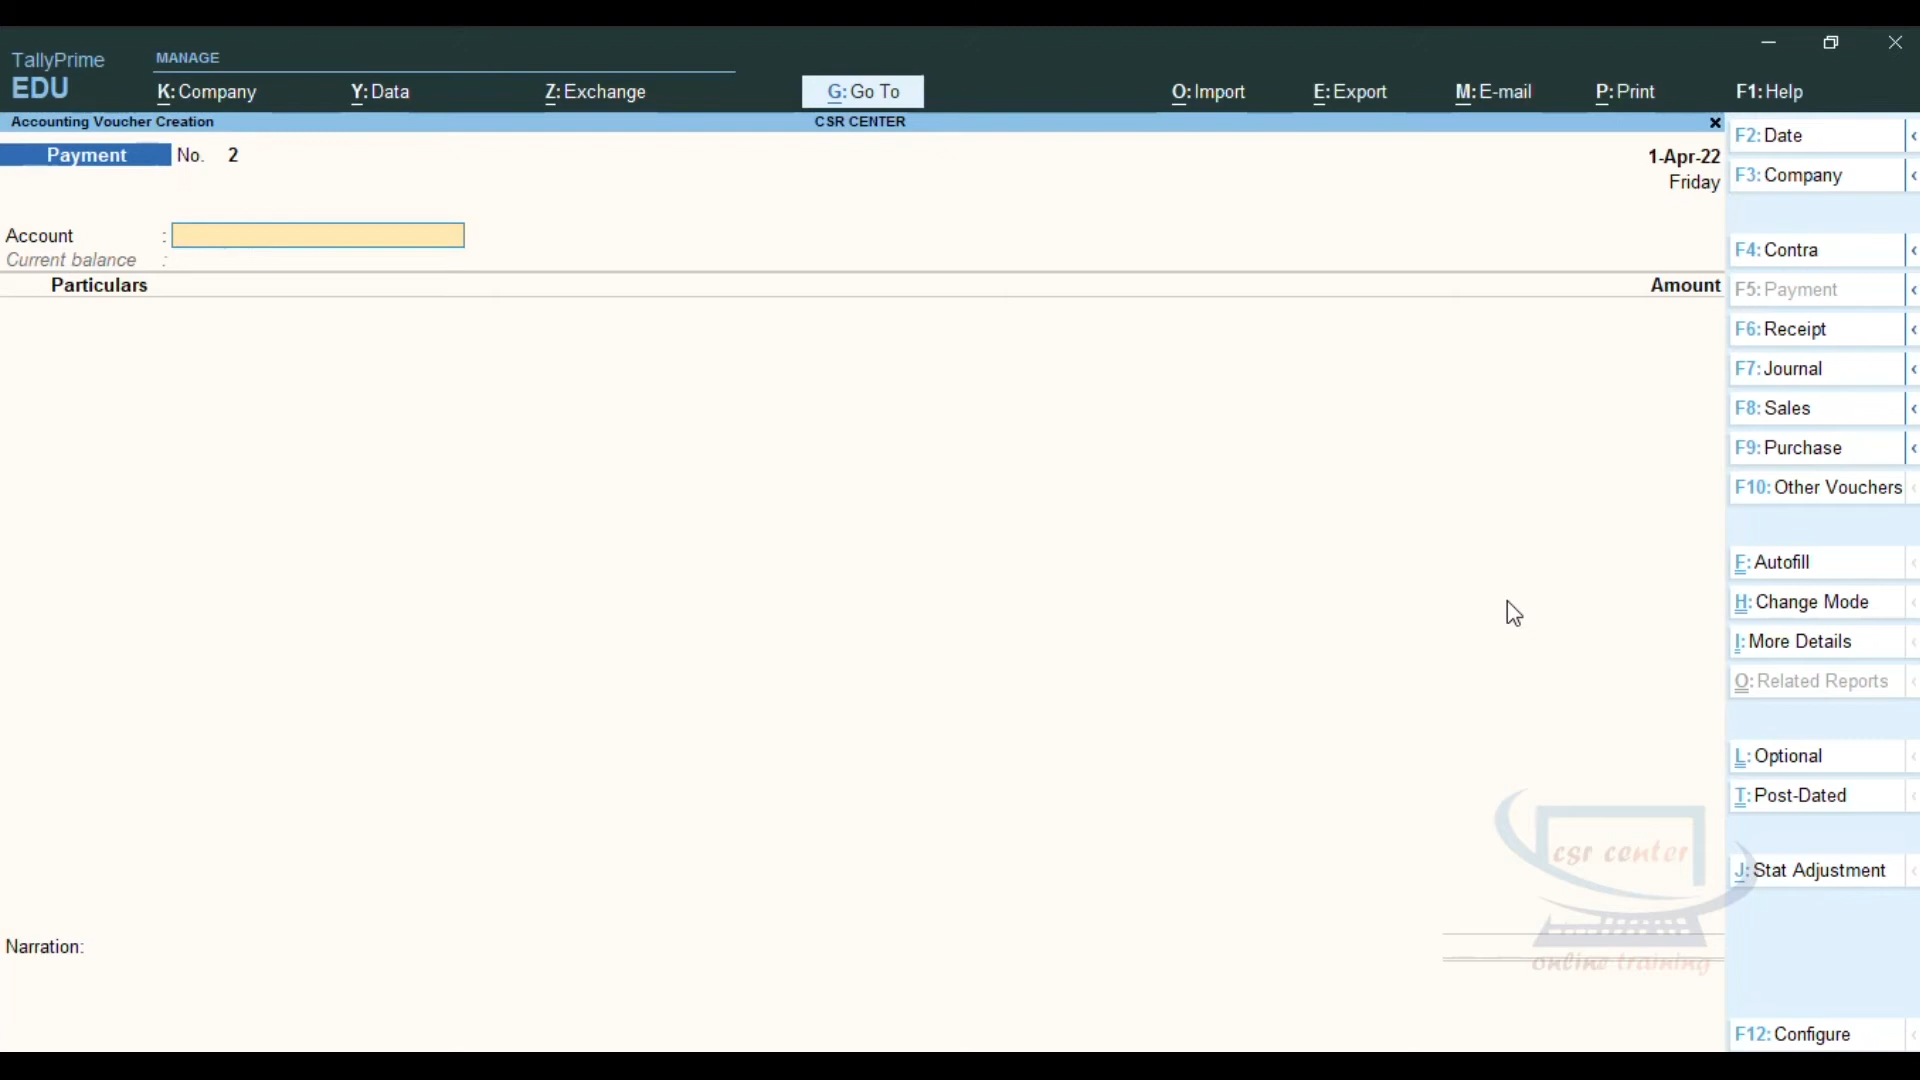 TallyPrime
EDU
MANAGE
K: Company
Y: Data
Z: Exchange
G: Go To
O: Import
E: Export
M: E-mail
P: Print
F1: Help
Accounting Voucher Creation
CSR CENTER
Payment No. 2
1-Apr-22
Friday
Account :
Current balance :
Particulars
Amount
Narration:
F2: Date
F3: Company
F4: Contra
F5: Payment
F6: Receipt
F7: Journal
F8: Sales
F9: Purchase
F10: Other Vouchers
F: Autofill
H: Change Mode
I: More Details
O: Related Reports
L: Optional
T: Post-Dated
J: Stat Adjustment
F12: Configure
csr center
online training